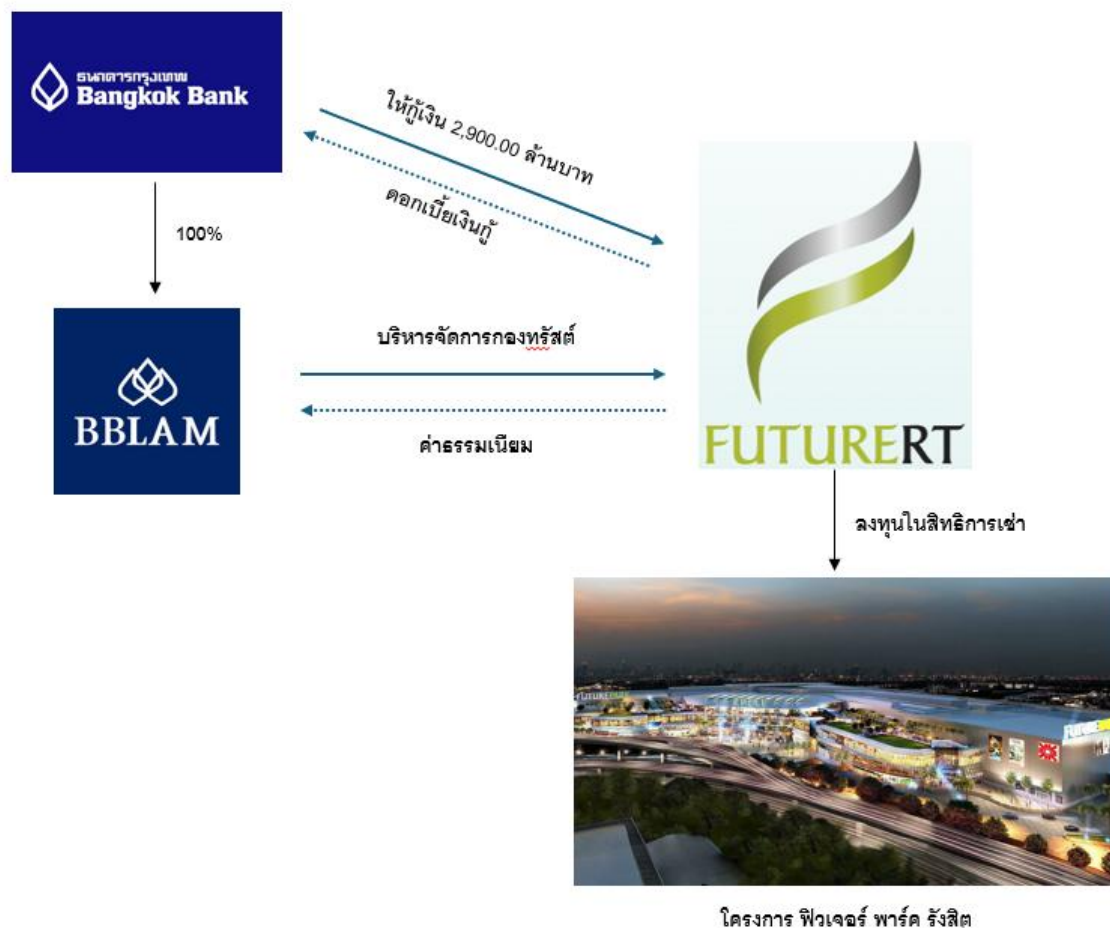 ธนาคารกรุงเทพ
Bangkok Bank
ให้กู้เงิน 2,900.00 ล้านบาท
ดอกเบี้ยเงินกู้
100%
BBLAM
บริหารจัดการกองทรัสต์
ค่าธรรมเนียม
FUTURERT
ลงทุนในสิทธิการเช่า
โครงการ ฟิวเจอร์ พาร์ค รังสิต